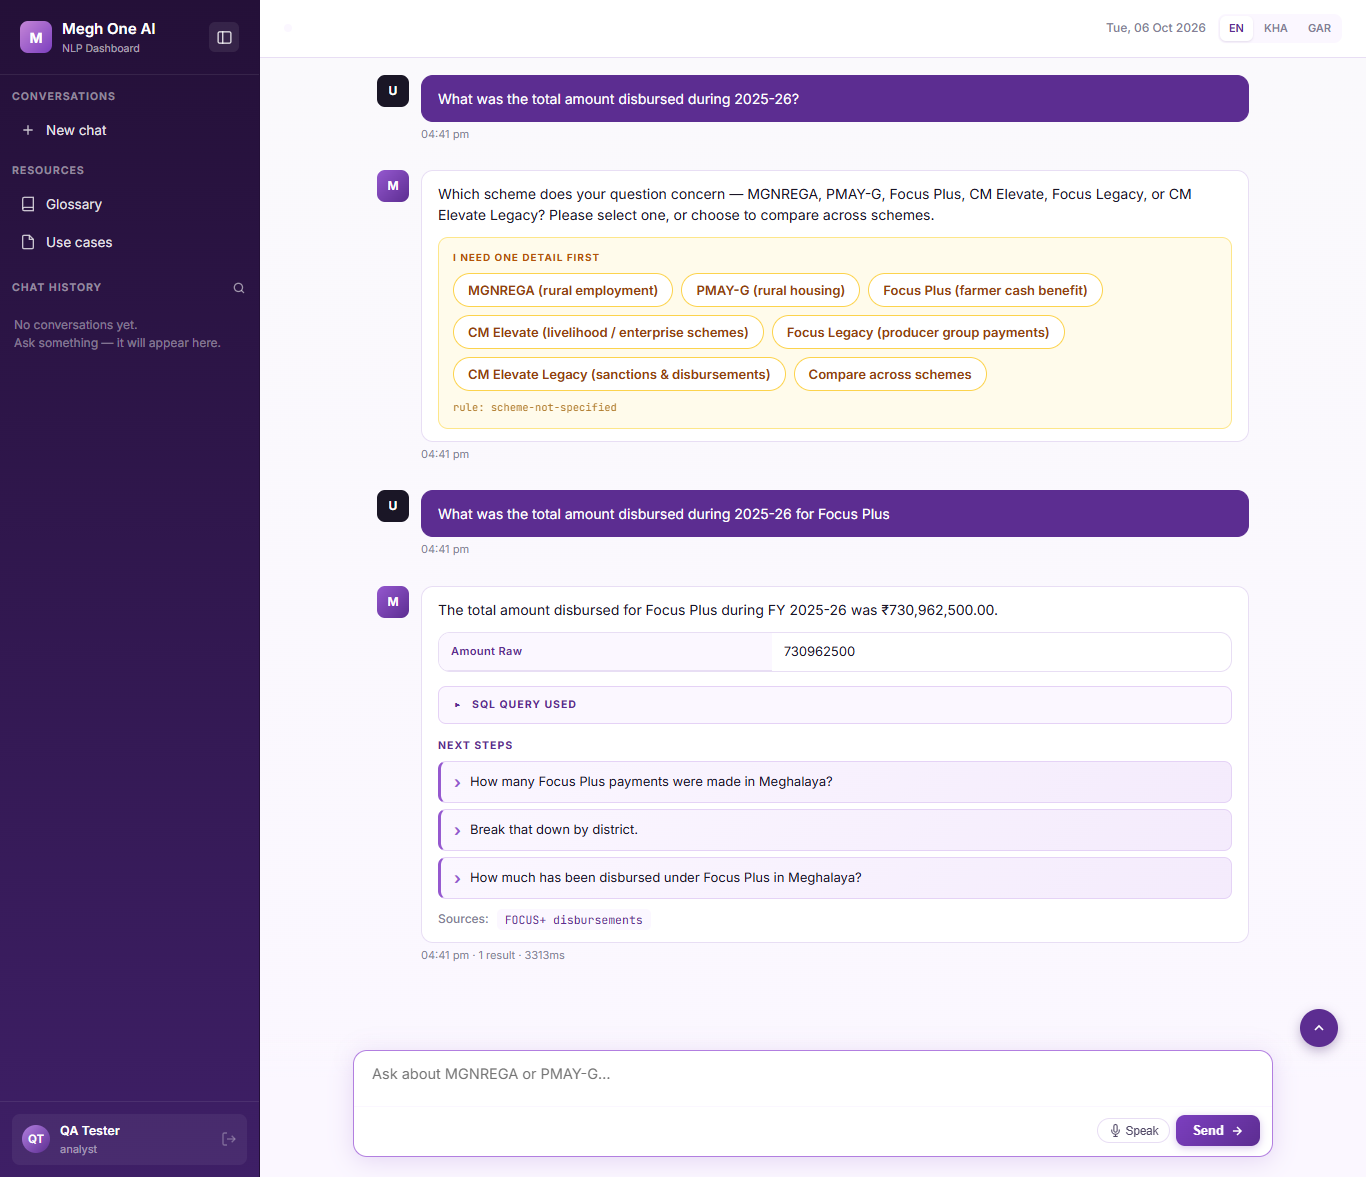 M
Megh One AI
NLP Dashboard
CONVERSATIONS
+ New chat
RESOURCES
Glossary
Use cases
CHAT HISTORY
No conversations yet.
Ask something — it will appear here.
QT
QA Tester
analyst
Tue, 06 Oct 2026
EN
KHA
GAR
U
What was the total amount disbursed during 2025-26?
04:41 pm
M
Which scheme does your question concern — MGNREGA, PMAY-G, Focus Plus, CM Elevate, Focus Legacy, or CM
Elevate Legacy? Please select one, or choose to compare across schemes.
I NEED ONE DETAIL FIRST
MGNREGA (rural employment)
PMAY-G (rural housing)
Focus Plus (farmer cash benefit)
CM Elevate (livelihood / enterprise schemes)
Focus Legacy (producer group payments)
CM Elevate Legacy (sanctions & disbursements)
Compare across schemes
rule: scheme-not-specified
04:41 pm
U
What was the total amount disbursed during 2025-26 for Focus Plus
04:41 pm
M
The total amount disbursed for Focus Plus during FY 2025-26 was ₹730,962,500.00.
Amount Raw
730962500
SQL QUERY USED
NEXT STEPS
How many Focus Plus payments were made in Meghalaya?
Break that down by district.
How much has been disbursed under Focus Plus in Meghalaya?
Sources: FOCUS+ disbursements
04:41 pm · 1 result · 3313ms
Ask about MGNREGA or PMAY-G...
Speak
Send →